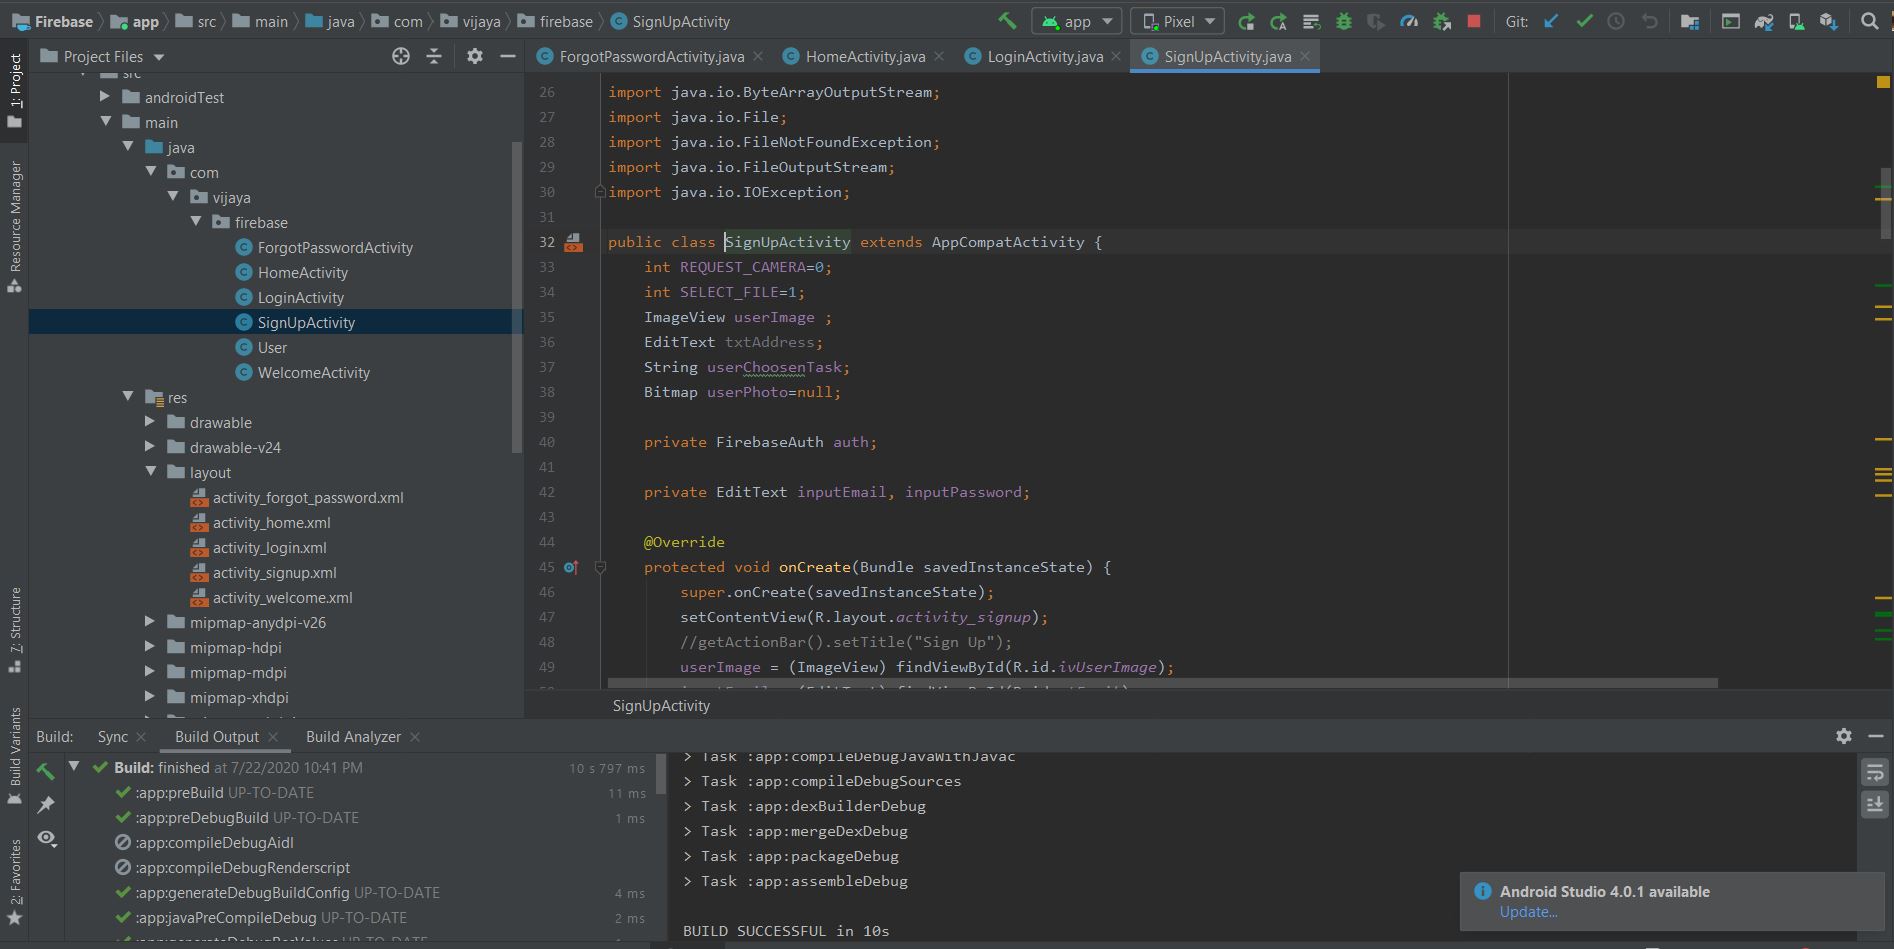 Firebase app src main java com vijaya firebase SignUpActivity app Pixel Git:
1: Project
Resource Manager
7: Structure
Build Variants
2: Favorites
Project Files
src
androidTest
main
java
com
vijaya
firebase
ForgotPasswordActivity
HomeActivity
LoginActivity
SignUpActivity
User
WelcomeActivity
res
drawable
drawable-v24
layout
activity_forgot_password.xml
activity_home.xml
activity_login.xml
activity_signup.xml
activity_welcome.xml
mipmap-anydpi-v26
mipmap-hdpi
mipmap-mdpi
mipmap-xhdpi
ForgotPasswordActivity.java HomeActivity.java LoginActivity.java SignUpActivity.java
26 import java.io.ByteArrayOutputStream;
27 import java.io.File;
28 import java.io.FileNotFoundException;
29 import java.io.FileOutputStream;
30 import java.io.IOException;
31
32 public class SignUpActivity extends AppCompatActivity {
33 int REQUEST_CAMERA=0;
34 int SELECT_FILE=1;
35 ImageView userImage ;
36 EditText txtAddress;
37 String userChoosenTask;
38 Bitmap userPhoto=null;
39
40 private FirebaseAuth auth;
41
42 private EditText inputEmail, inputPassword;
43
44 @Override
45 protected void onCreate(Bundle savedInstanceState) {
46 super.onCreate(savedInstanceState);
47 setContentView(R.layout.activity_signup);
48 //getActionBar().setTitle("Sign Up");
49 userImage = (ImageView) findViewById(R.id.ivUserImage);
SignUpActivity
Build: Sync Build Output Build Analyzer
Build: finished at 7/22/2020 10:41 PM 10 s 797 ms
:app:preBuild UP-TO-DATE 11 ms
:app:preDebugBuild UP-TO-DATE 1 ms
:app:compileDebugAidl
:app:compileDebugRenderscript
:app:generateDebugBuildConfig UP-TO-DATE 4 ms
:app:javaPreCompileDebug UP-TO-DATE 2 ms
> Task :app:compileDebugJavaWithJavac
> Task :app:compileDebugSources
> Task :app:dexBuilderDebug
> Task :app:mergeDexDebug
> Task :app:packageDebug
> Task :app:assembleDebug
BUILD SUCCESSFUL in 10s
Android Studio 4.0.1 available
Update...